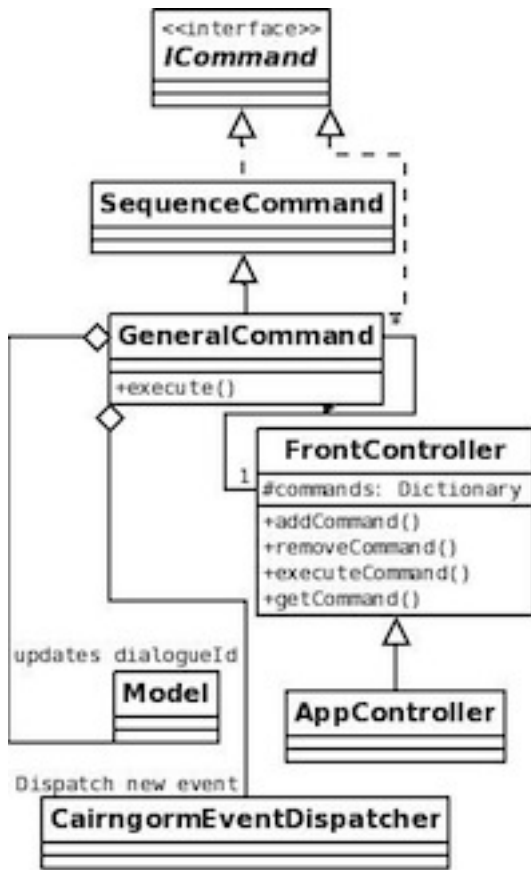 <<interface>>
ICommand
SequenceCommand
GeneralCommand
+execute()
FrontController
1
#commands: Dictionary
+addCommand()
+removeCommand()
+executeCommand()
+getCommand()
updates dialogueId
Model
AppController
Dispatch new event
CairngormEventDispatcher